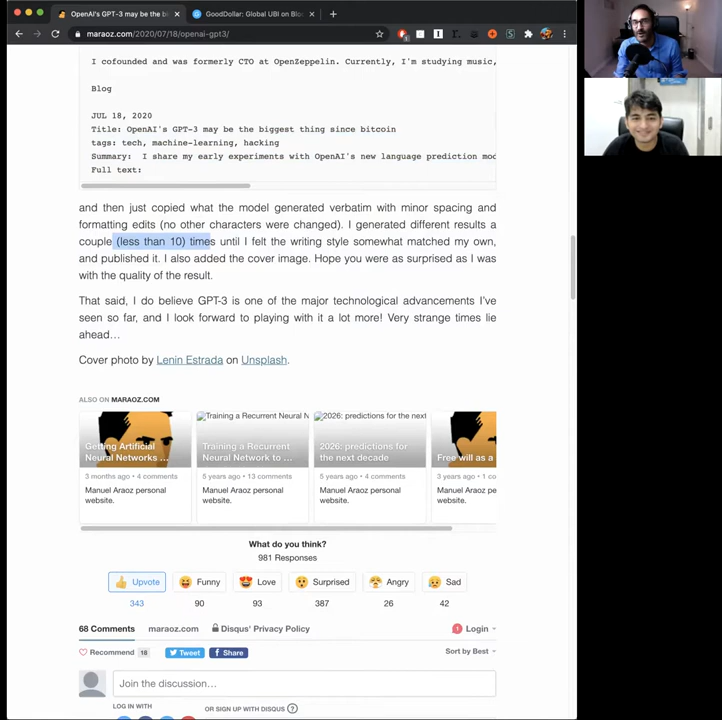 OpenAI's GPT-3 may be the bi
GoodDollar: Global UBI on Bloc
maraoz.com/2020/07/18/openai-gpt3/
I cofounded and was formerly CTO at OpenZeppelin. Currently, I'm studying music,
Blog
JUL 18, 2020
Title: OpenAI's GPT-3 may be the biggest thing since bitcoin
tags: tech, machine-learning, hacking
Summary: I share my early experiments with OpenAI's new language prediction mod
Full text:
and then just copied what the model generated verbatim with minor spacing and
formatting edits (no other characters were changed). I generated different results a
couple (less than 10) times until I felt the writing style somewhat matched my own,
and published it. I also added the cover image. Hope you were as surprised as I was
with the quality of the result.
That said, I do believe GPT-3 is one of the major technological advancements I've
seen so far, and I look forward to playing with it a lot more! Very strange times lie
ahead…
Cover photo by Lenin Estrada on Unsplash.
ALSO ON MARAOZ.COM
Getting Artificial
Neural Networks …
3 months ago • 4 comments
Manuel Araoz personal
website.
Training a Recurrent Neural N
Training a Recurrent
Neural Network to …
5 years ago • 13 comments
Manuel Araoz personal
website.
2026: predictions for the next
2026: predictions for
the next decade
5 years ago • 4 comments
Manuel Araoz personal
website.
Free will as a
3 years ago • 1 co
Manuel Araoz personal
website.
What do you think?
981 Responses
Upvote
Funny
Love
Surprised
Angry
Sad
343
90
93
387
26
42
68 Comments
maraoz.com
Disqus' Privacy Policy
1
Login
Recommend 18
Tweet
Share
Sort by Best
Join the discussion…
LOG IN WITH
OR SIGN UP WITH DISQUS ?